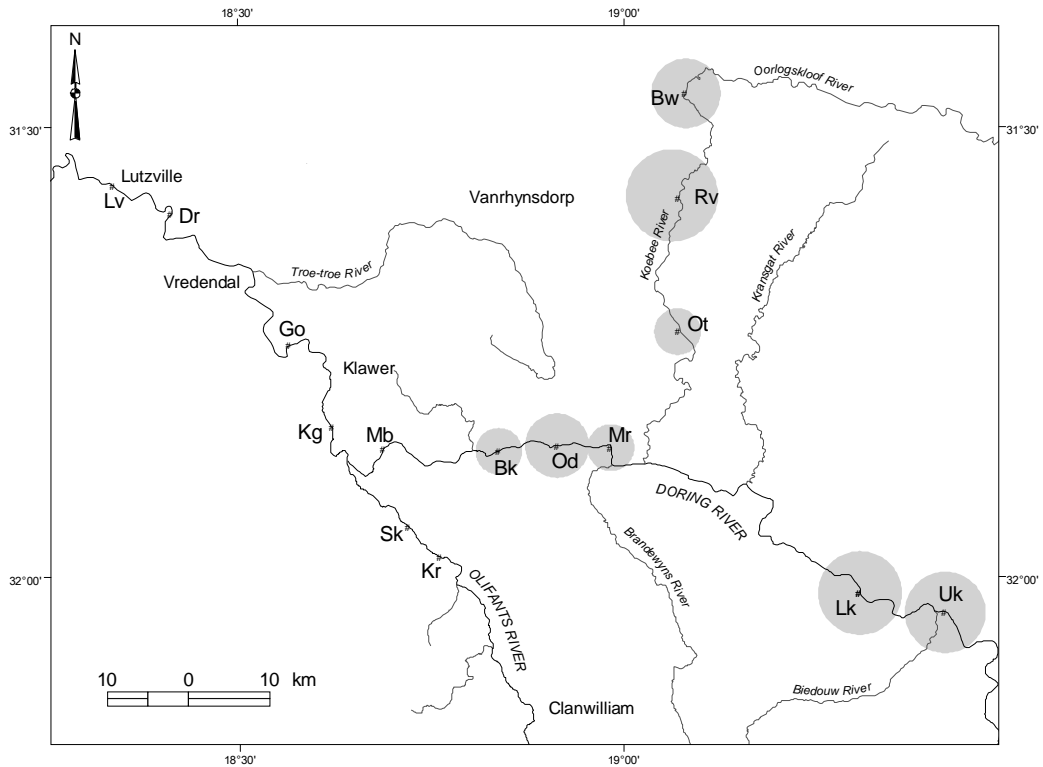 18°30'
19°00'
N
Oorlogskloof River
Bw
31°30'
31°30'
Lutzville
Lv
Dr
Vanrhynsdorp
Rv
Koebee River
Kransgat River
Troe-troe River
Vredendal
Go
Ot
Klawer
Kg
Mb
Bk
Od
Mr
DORING RIVER
Sk
Kr
Brandewyns River
32°00'
32°00'
Lk
Uk
OLIFANTS RIVER
10 0 10 km
Clanwilliam
Biedouw River
18°30'
19°00'